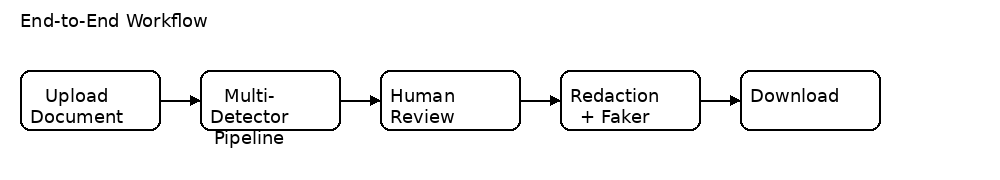 End-to-End Workflow
Upload
Document
Multi-
Detector
Pipeline
Human
Review
Redaction
+ Faker
Download